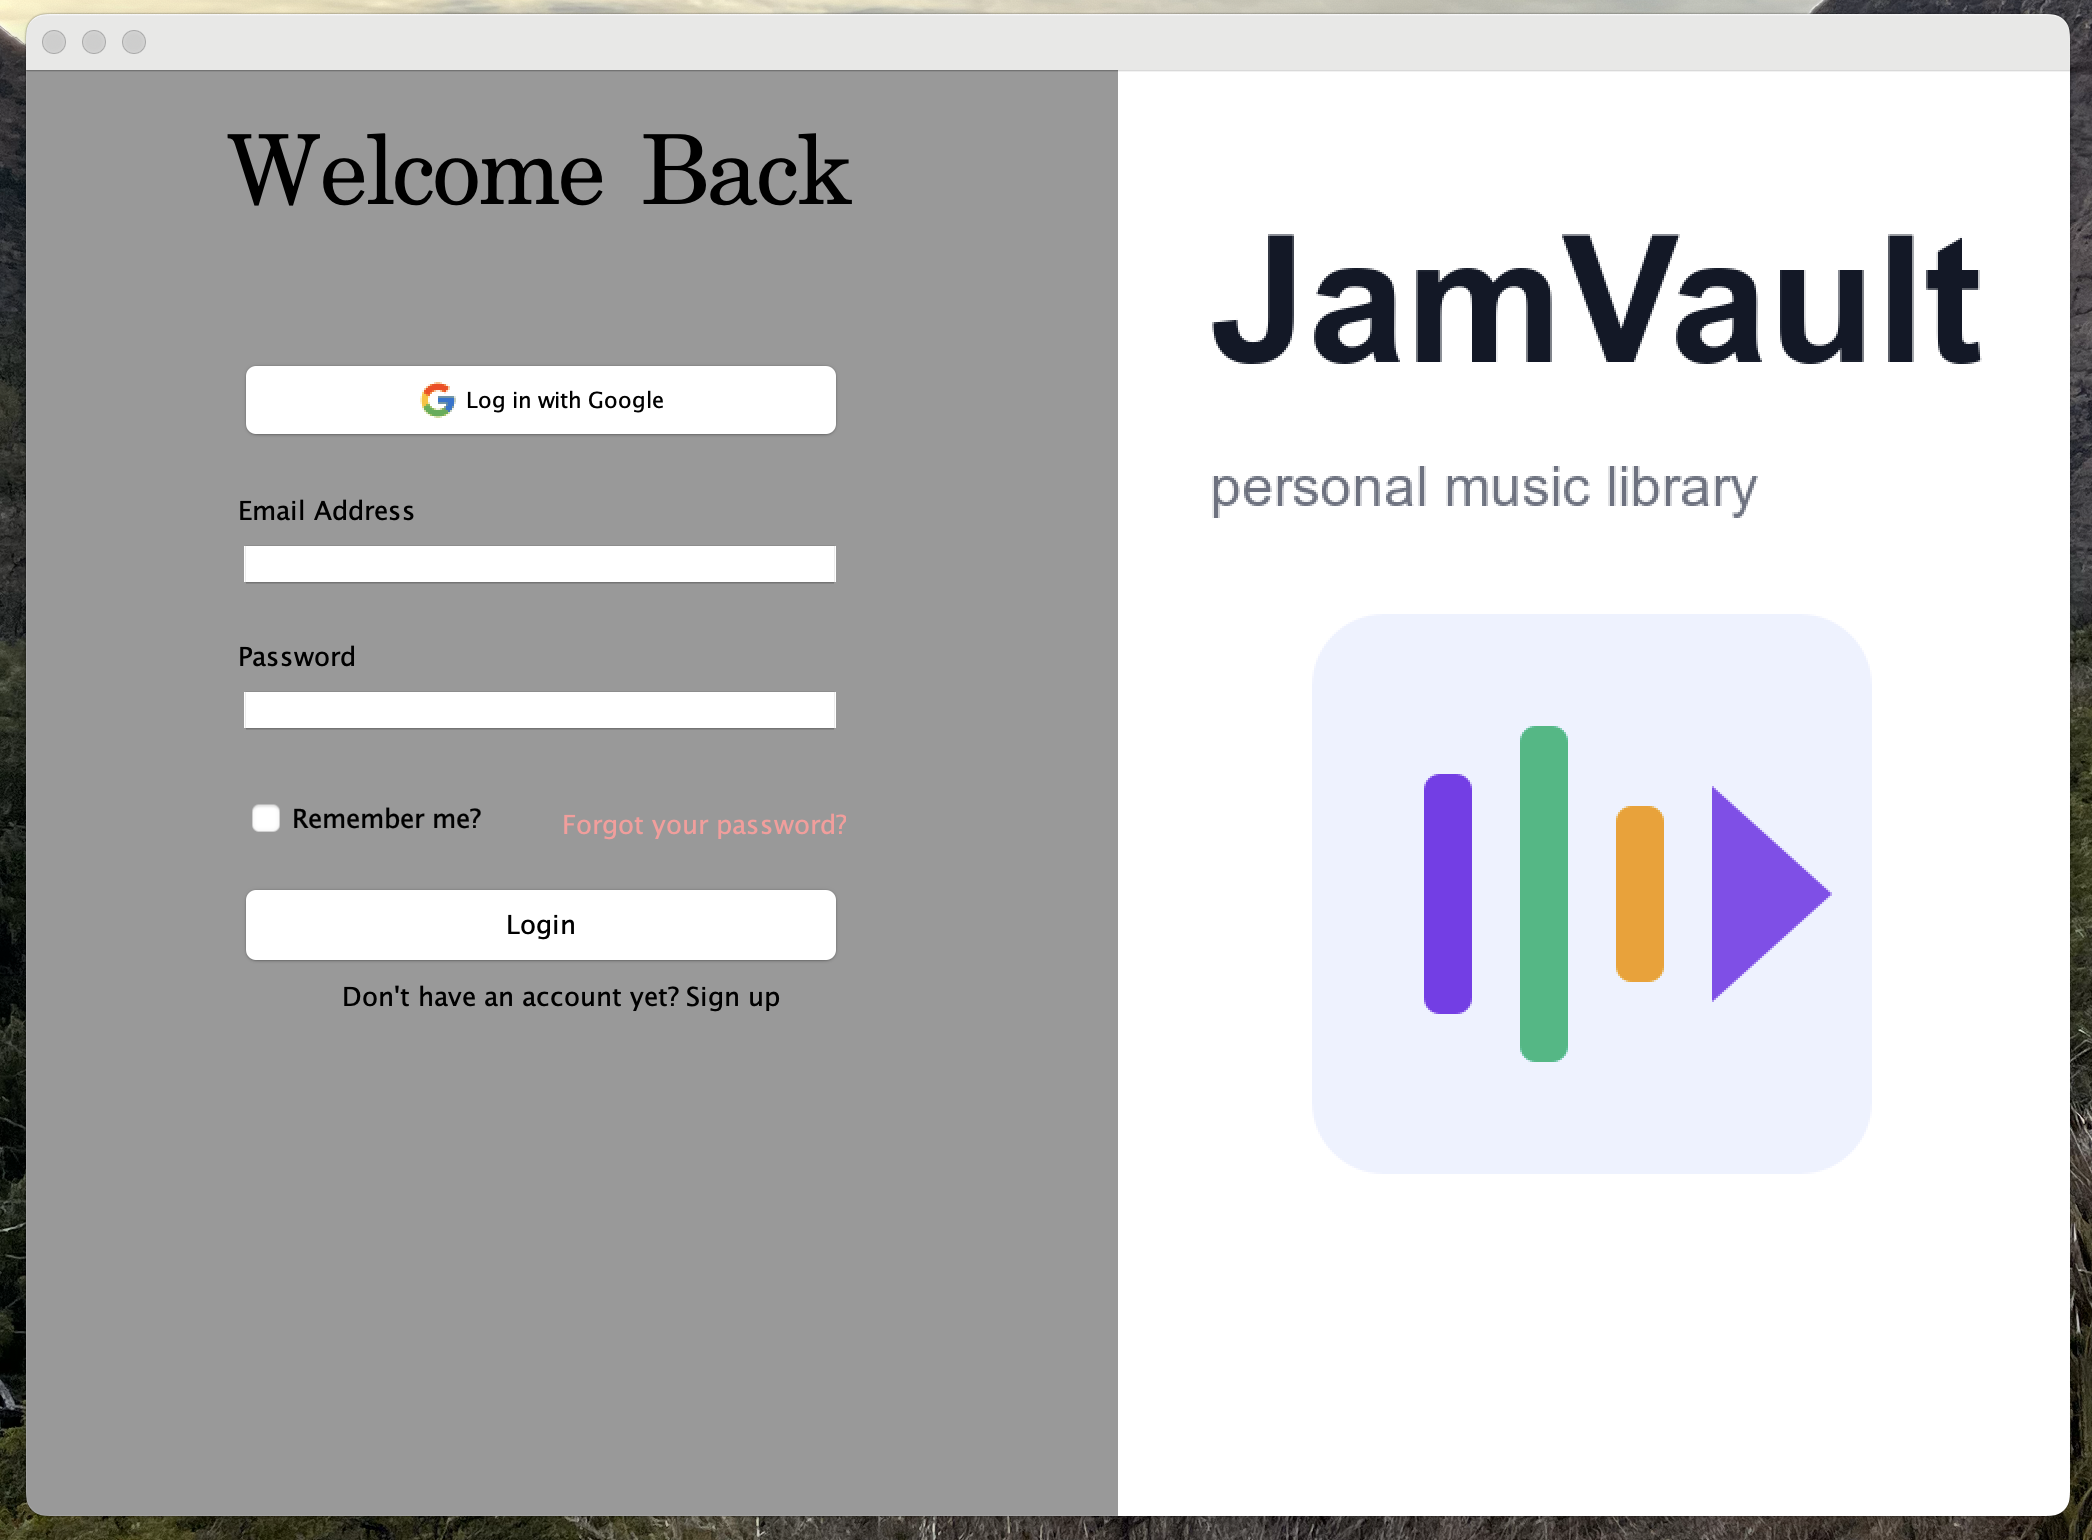 Welcome Back
Log in with Google
Email Address
Password
Remember me?
Forgot your password?
Login
Don't have an account yet? Sign up
JamVault
personal music library